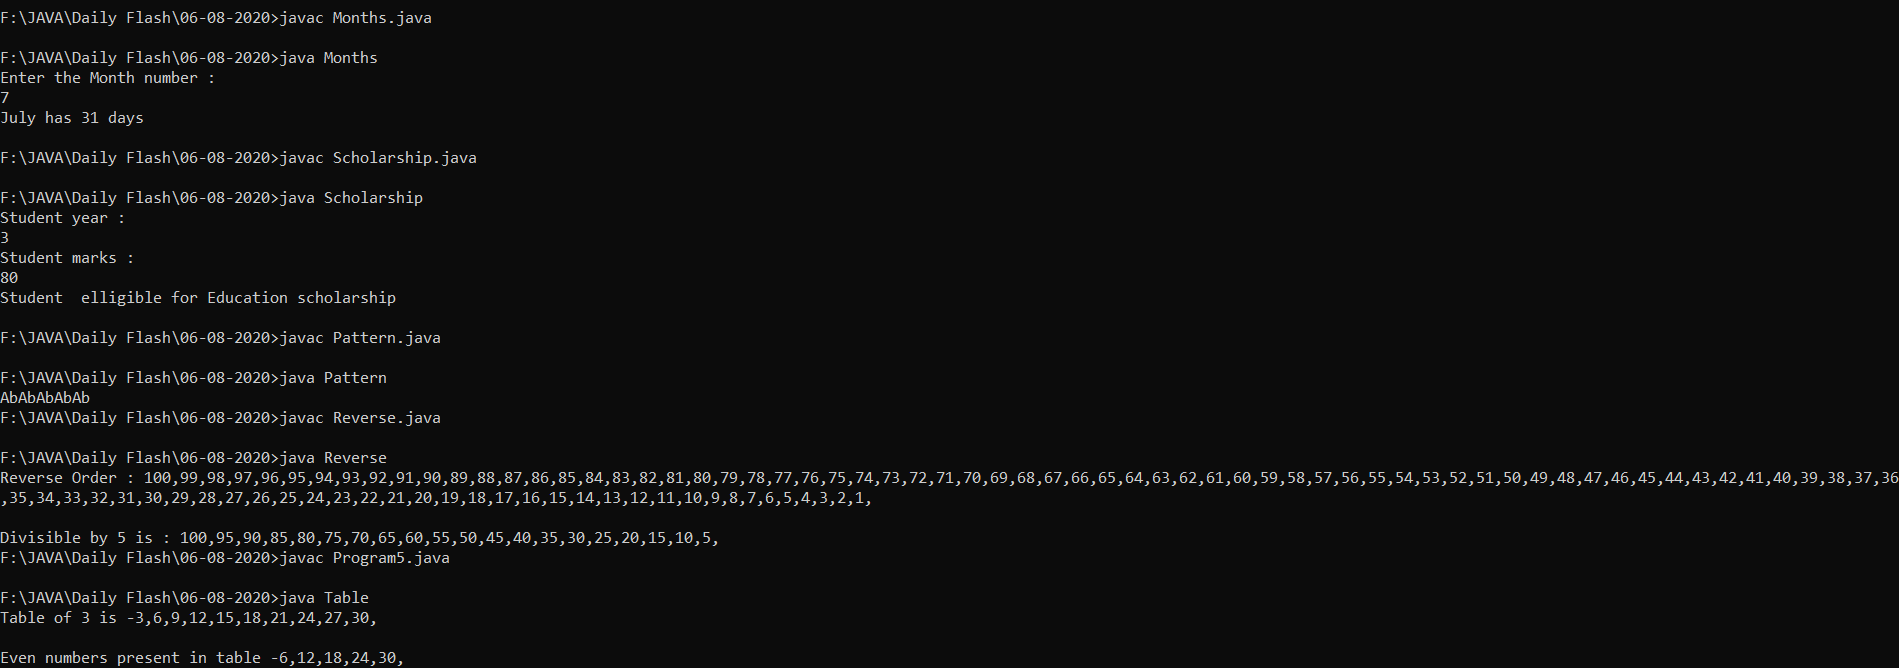 F:\JAVA\Daily Flash\06-08-2020>javac Months.java
F:\JAVA\Daily Flash\06-08-2020>java Months
Enter the Month number :
7
July has 31 days
F:\JAVA\Daily Flash\06-08-2020>javac Scholarship.java
F:\JAVA\Daily Flash\06-08-2020>java Scholarship
Student year :
3
Student marks :
80
Student  elligible for Education scholarship
F:\JAVA\Daily Flash\06-08-2020>javac Pattern.java
F:\JAVA\Daily Flash\06-08-2020>java Pattern
AbAbAbAbAb
F:\JAVA\Daily Flash\06-08-2020>javac Reverse.java
F:\JAVA\Daily Flash\06-08-2020>java Reverse
Reverse Order : 100,99,98,97,96,95,94,93,92,91,90,89,88,87,86,85,84,83,82,81,80,79,78,77,76,75,74,73,72,71,70,69,68,67,66,65,64,63,62,61,60,59,58,57,56,55,54,53,52,51,50,49,48,47,46,45,44,43,42,41,40,39,38,37,36
,35,34,33,32,31,30,29,28,27,26,25,24,23,22,21,20,19,18,17,16,15,14,13,12,11,10,9,8,7,6,5,4,3,2,1,
Divisible by 5 is : 100,95,90,85,80,75,70,65,60,55,50,45,40,35,30,25,20,15,10,5,
F:\JAVA\Daily Flash\06-08-2020>javac Program5.java
F:\JAVA\Daily Flash\06-08-2020>java Table
Table of 3 is -3,6,9,12,15,18,21,24,27,30,
Even numbers present in table -6,12,18,24,30,